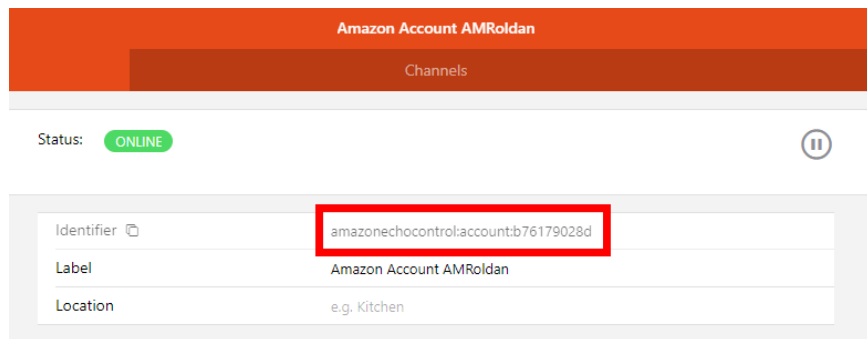 Amazon Account AMRoldan
Channels
Status: ONLINE
Identifier amazonechocontrol:account:b76179028d
Label Amazon Account AMRoldan
Location e.g. Kitchen